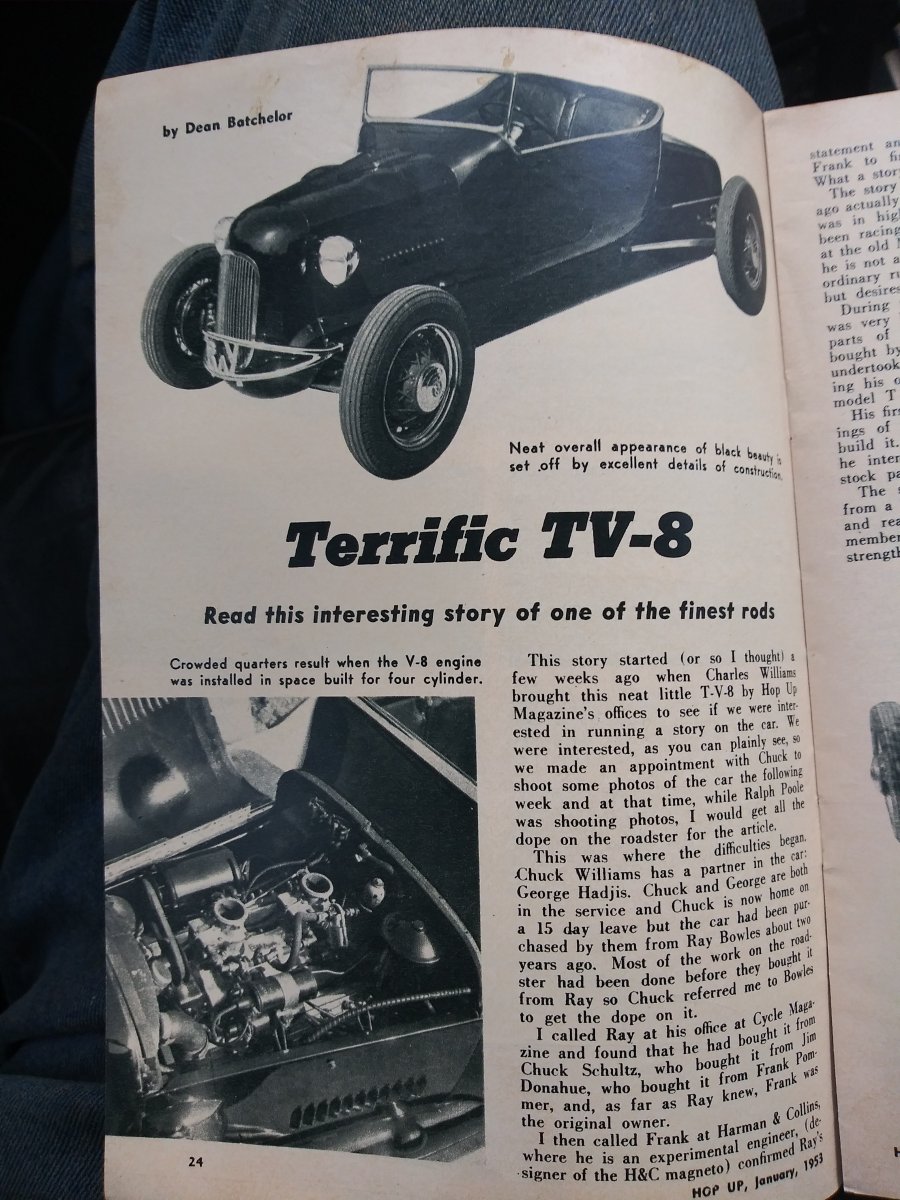 by Dean Batchelor
Neat overall appearance of black beauty is
set off by excellent details of construction.
Terrific TV-8
Read this interesting story of one of the finest rods
Crowded quarters result when the V-8 engine
was installed in space built for four cylinder.
This story started (or so I thought) a
few weeks ago when Charles Williams
brought this neat little T-V-8 by Hop Up
Magazine's offices to see if we were inter-
ested in running a story on the car. We
were interested, as you can plainly see, so
we made an appointment with Chuck to
shoot some photos of the car the following
week and at that time, while Ralph Poole
was shooting photos, I would get all the
dope on the roadster for the article.
This was where the difficulties began.
Chuck Williams has a partner in the car:
George Hadjis. Chuck and George are both
in the service and Chuck is now home on
a 15 day leave but the car had been pur-
chased by them from Ray Bowles about two
years ago. Most of the work on the road-
ster had been done before they bought it
from Ray so Chuck referred me to Bowles
to get the dope on it.
I called Ray at his office at Cycle Maga-
zine and found that he had bought it from
Chuck Schultz, who bought it from Jim
Donahue, who bought it from Frank Pom-
mer, and, as far as Ray knew, Frank was
the original owner.
I then called Frank at Harman & Collins,
where he is an experimental engineer, (de-
signer of the H&C magneto) confirmed Ray's
24
HOP UP, January, 1953
statement
Frank to
What a
The story
ago actually
was in
been racing
at the old
he is not
ordinary
but
During
was very
parts of
bought by
undertook
ing his
model T
His
ings of
build it.
he
stock
The
from a
and
strength